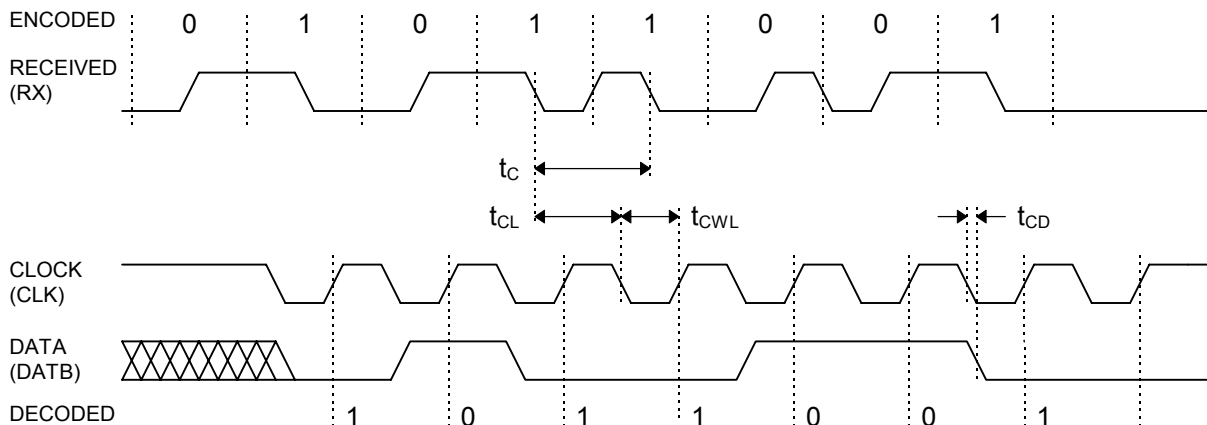 ENCODED 0 1 0 1 1 0 0 1
RECEIVED
(RX)
tC
tCL tCWL tCD
CLOCK
(CLK)
DATA
(DATB)
DECODED 1 0 1 1 0 0 1